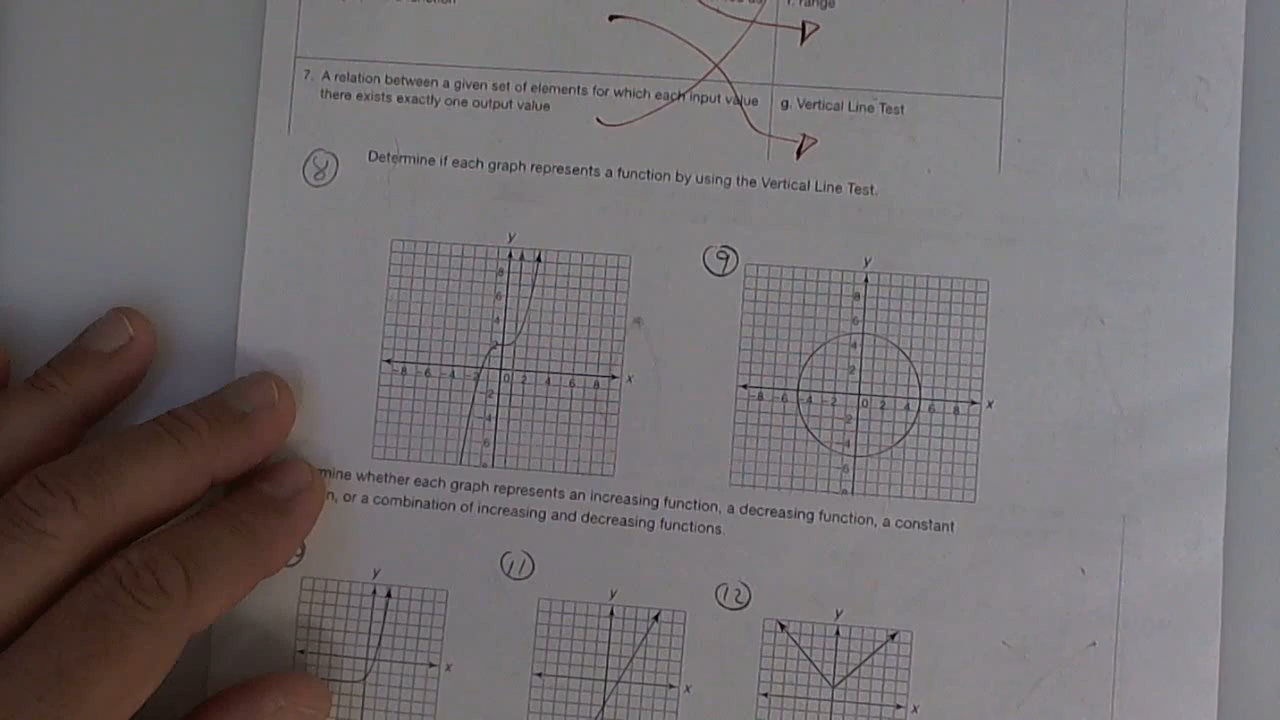 f. range
7. A relation between a given set of elements for which each input value
there exists exactly one output value
g. Vertical Line Test
8
Determine if each graph represents a function by using the Vertical Line Test.
9
y
8
6
4
-8 -6 -4 -2 0 2 4 6 8 x
-2
-4
-6
-8
y
8
6
4
2
-8 -6 -4 -2 0 2 4 6 8 x
-2
-4
-6
-8
mine whether each graph represents an increasing function, a decreasing function, a constant
n, or a combination of increasing and decreasing functions.
11
12
y
x
y
x
y
x